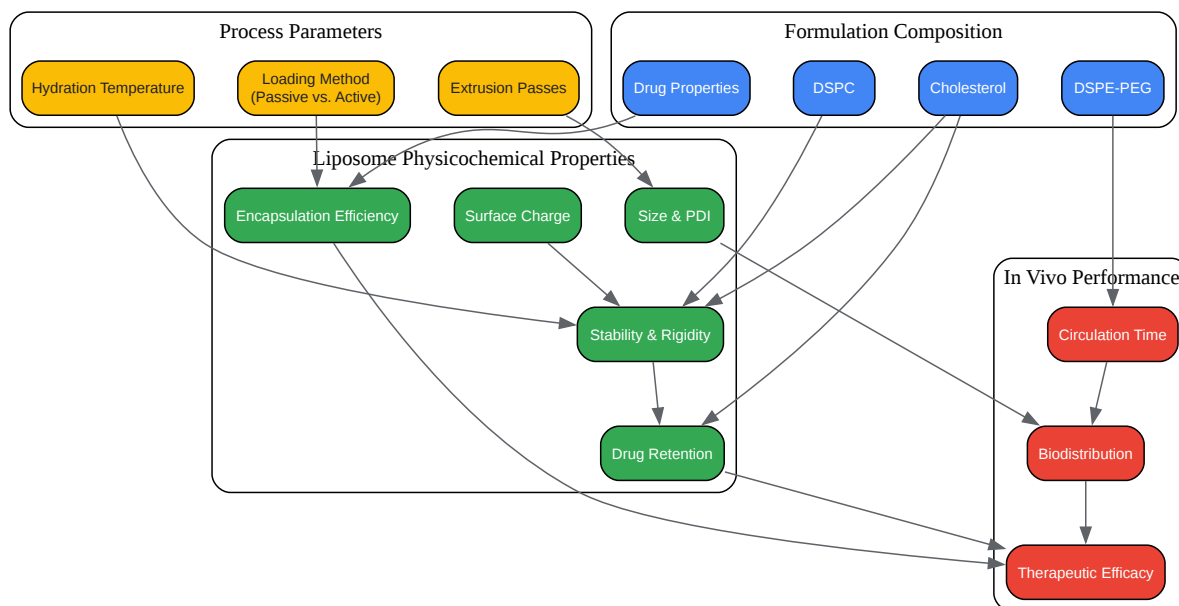 Process Parameters
Formulation Composition
Hydration Temperature
Loading Method
(Passive vs. Active)
Extrusion Passes
Drug Properties
DSPC
Cholesterol
DSPE-PEG
Liposome Physicochemical Properties
Encapsulation Efficiency
Surface Charge
Size & PDI
In Vivo Performance
Stability & Rigidity
Circulation Time
Drug Retention
Biodistribution
Therapeutic Efficacy